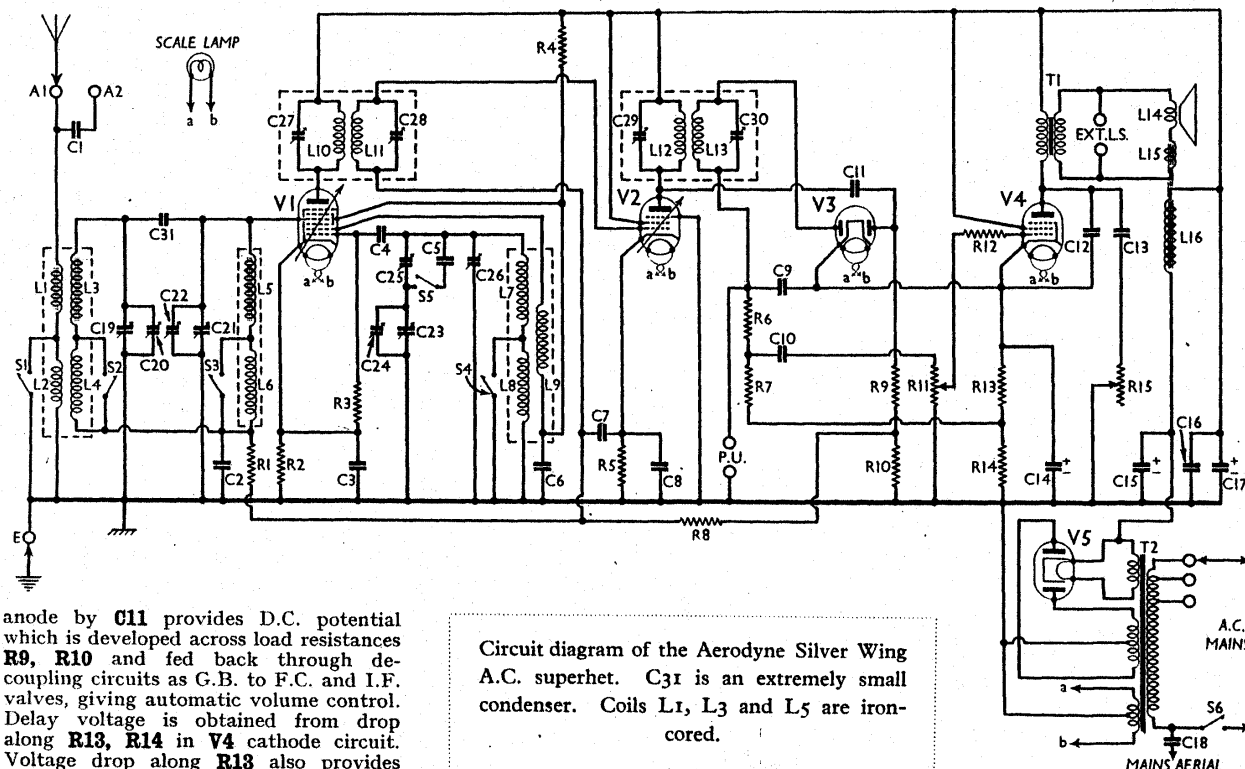 SCALE LAMP
a b
A1 A2
C1
R4
T1
C27 C28
L10 L11
C29 C30
L12 L13
EXT.L.S.
L14
L15
V1
V2
C11
V3
V4
C31
C4 C5
C25
S5
C26
R12
C12 C13
L16
a b
a b
a b
a b
L1 L3
C22
L5
C19 C21
C20
C23
C24
L7
C9
R6
C10
S1
L2 L4
S2
S3
L6
R3
S4
L8 L9
R7
R9
R11
R13
R15
C7
P.U.
C16
C2
R1
R2
C3
C6
R5
C8
R10
R14
C14 + -
C15 + -
+ -
C17
E
R8
V5
T2
A.C.
MAINS
a
b
S6
C18
MAINS AERIAL
anode by C11 provides D.C. potential
which is developed across load resistances
R9, R10 and fed back through de-
coupling circuits as G.B. to F.C. and I.F.
valves, giving automatic volume control.
Delay voltage is obtained from drop
along R13, R14 in V4 cathode circuit.
Voltage drop along R13 also provides
Circuit diagram of the Aerodyne Silver Wing
A.C. superhet. C31 is an extremely small
condenser. Coils L1, L3 and L5 are iron-
cored.